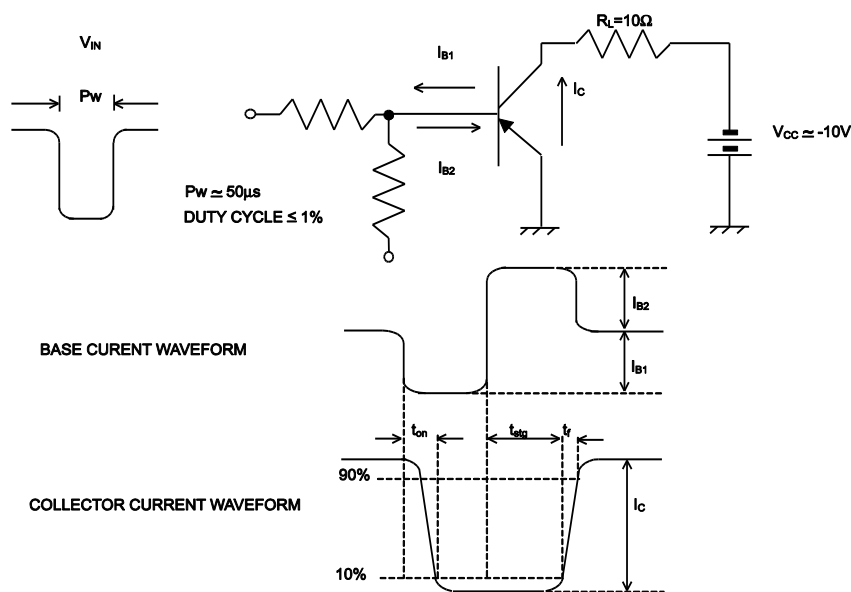 RL=10Ω
VIN
IB1
Pw
IC
VCC ≃ -10V
IB2
Pw ≃ 50µs
DUTY CYCLE ≤ 1%
IB2
BASE CURENT WAVEFORM
IB1
ton
tstg
tf
90%
COLLECTOR CURRENT WAVEFORM
IC
10%